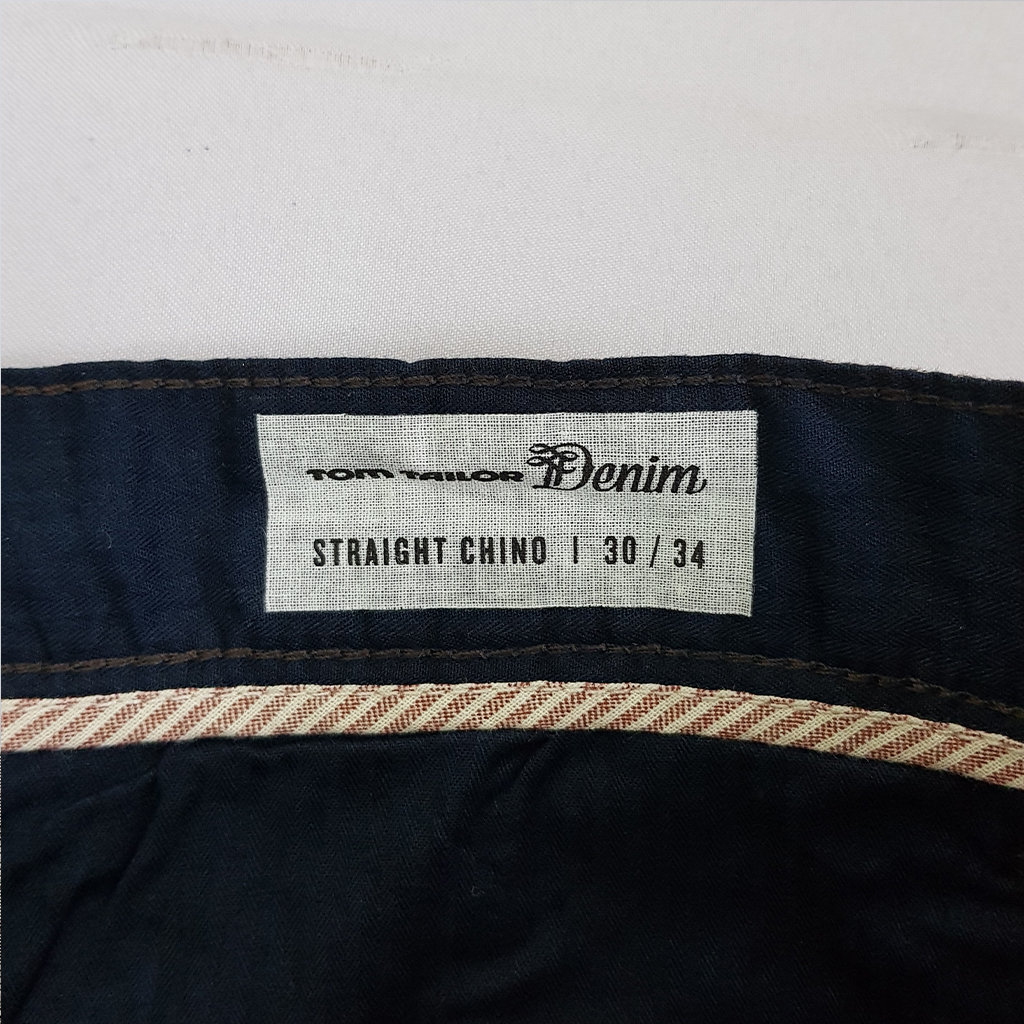 TOM TAILOR Denim
STRAIGHT CHINO | 30 / 34